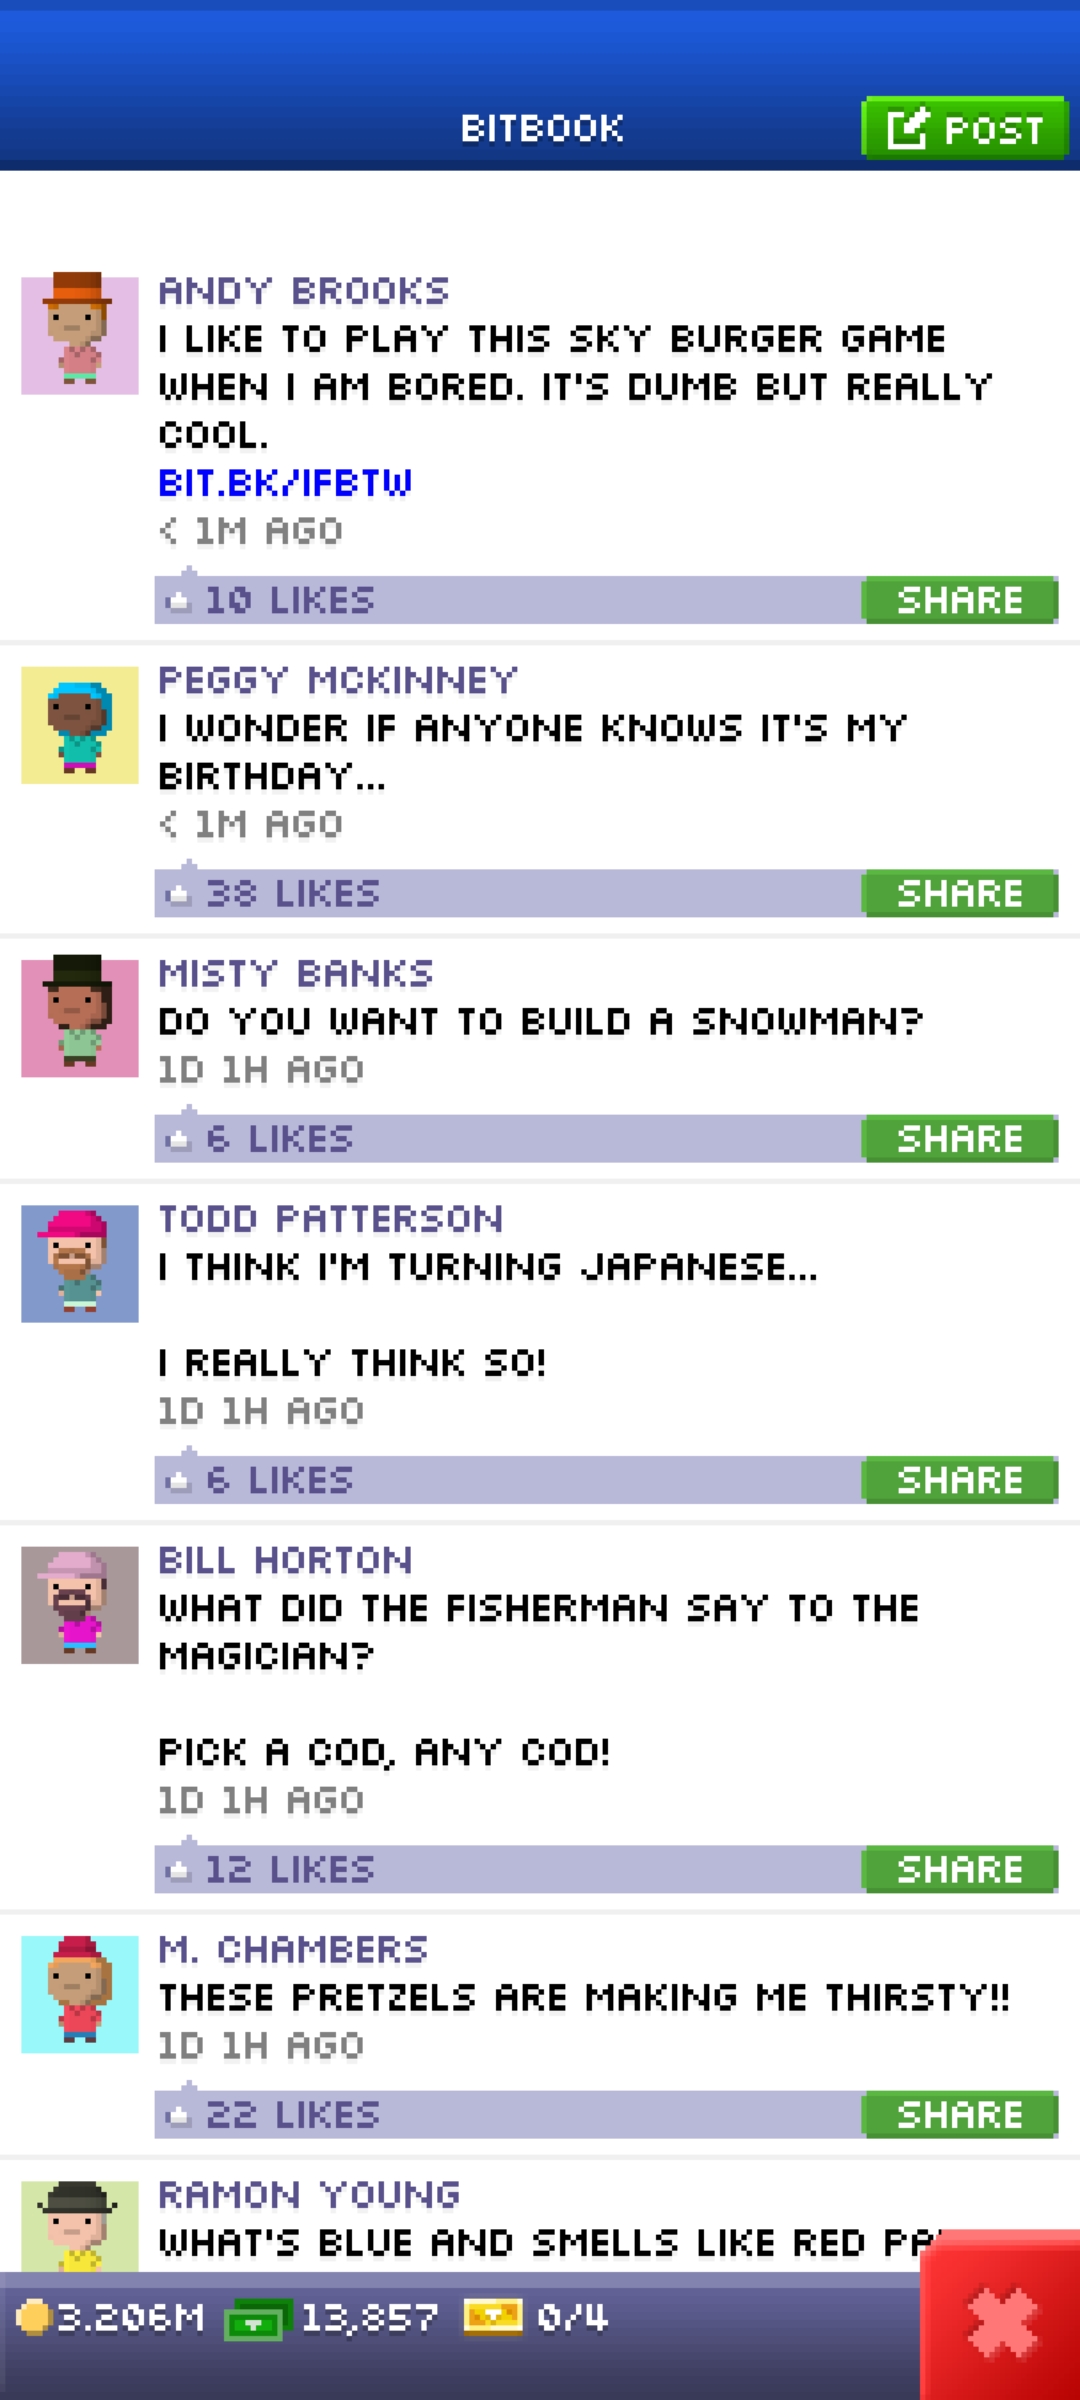 BITBOOK
POST
ANDY BROOKS
I LIKE TO PLAY THIS SKY BURGER GAME
WHEN I AM BORED. IT'S DUMB BUT REALLY
COOL.
BIT.BK/IFBTW
< 1M AGO
10 LIKES
SHARE
PEGGY MCKINNEY
I WONDER IF ANYONE KNOWS IT'S MY
BIRTHDAY...
< 1M AGO
38 LIKES
SHARE
MISTY BANKS
DO YOU WANT TO BUILD A SNOWMAN?
1D 1H AGO
6 LIKES
SHARE
TODD PATTERSON
I THINK I'M TURNING JAPANESE...
I REALLY THINK SO!
1D 1H AGO
6 LIKES
SHARE
BILL HORTON
WHAT DID THE FISHERMAN SAY TO THE
MAGICIAN?
PICK A COD, ANY COD!
1D 1H AGO
12 LIKES
SHARE
M. CHAMBERS
THESE PRETZELS ARE MAKING ME THIRSTY!!
1D 1H AGO
22 LIKES
SHARE
RAMON YOUNG
WHAT'S BLUE AND SMELLS LIKE RED
3.206M
13,857
0/4